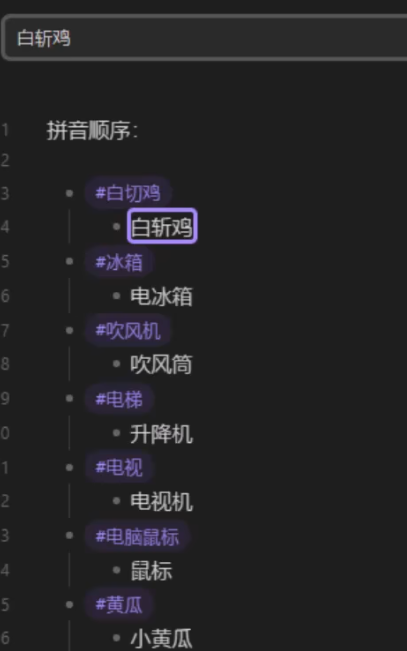 白斩鸡
1 拼音顺序：
2
3 #白切鸡
4 白斩鸡
5 #冰箱
6 电冰箱
7 #吹风机
8 吹风筒
9 #电梯
0 升降机
1 #电视
2 电视机
3 #电脑鼠标
4 鼠标
5 #黄瓜
6 小黄瓜